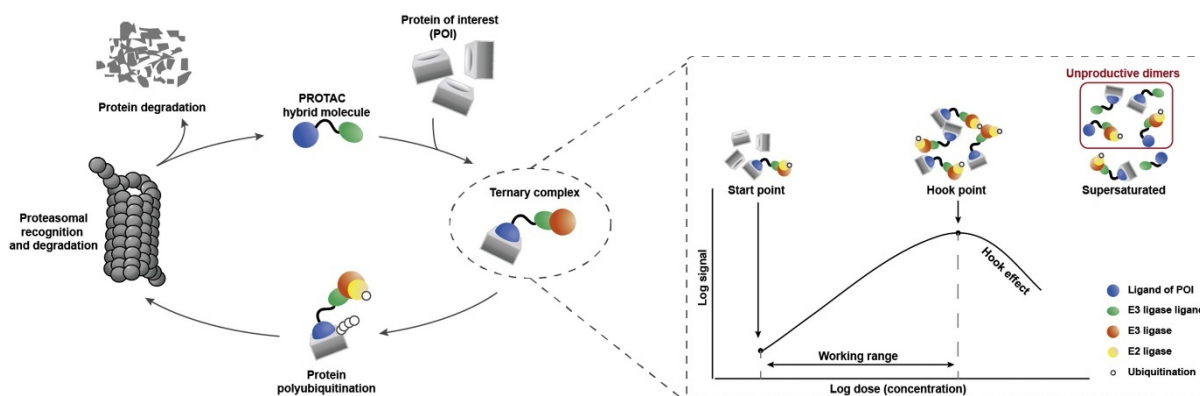 Protein of interest
(POI)
Protein degradation
PROTAC
hybrid molecule
Ternary complex
Proteasomal
recognition
and degradation
Protein
polyubiquitination
Unproductive dimers
Start point
Hook point
Supersaturated
Log signal
Hook effect
Working range
Log dose (concentration)
Ligand of POI
E3 ligase ligand
E3 ligase
E2 ligase
Ubiquitination